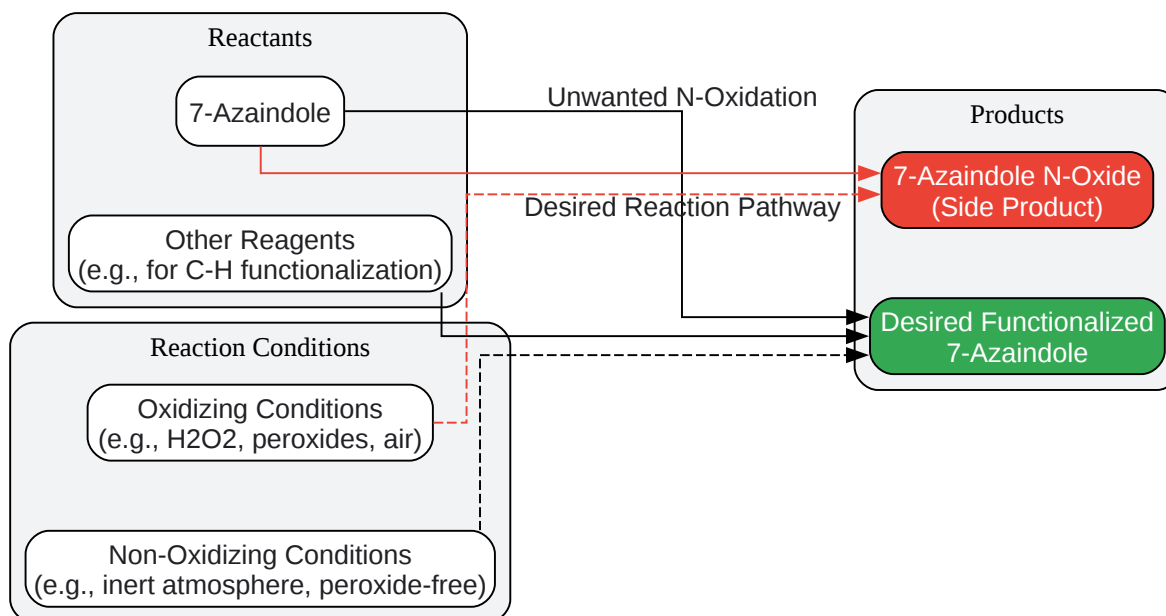 Reactants
7-Azaindole
Other Reagents
(e.g., for C-H functionalization)
Reaction Conditions
Oxidizing Conditions
(e.g., H2O2, peroxides, air)
Non-Oxidizing Conditions
(e.g., inert atmosphere, peroxide-free)
Unwanted N-Oxidation
Desired Reaction Pathway
Products
7-Azaindole N-Oxide
(Side Product)
Desired Functionalized
7-Azaindole